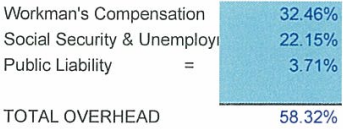 Workman's Compensation 32.46%
Social Security & Unemploy 22.15%
Public Liability = 3.71%
TOTAL OVERHEAD 58.32%